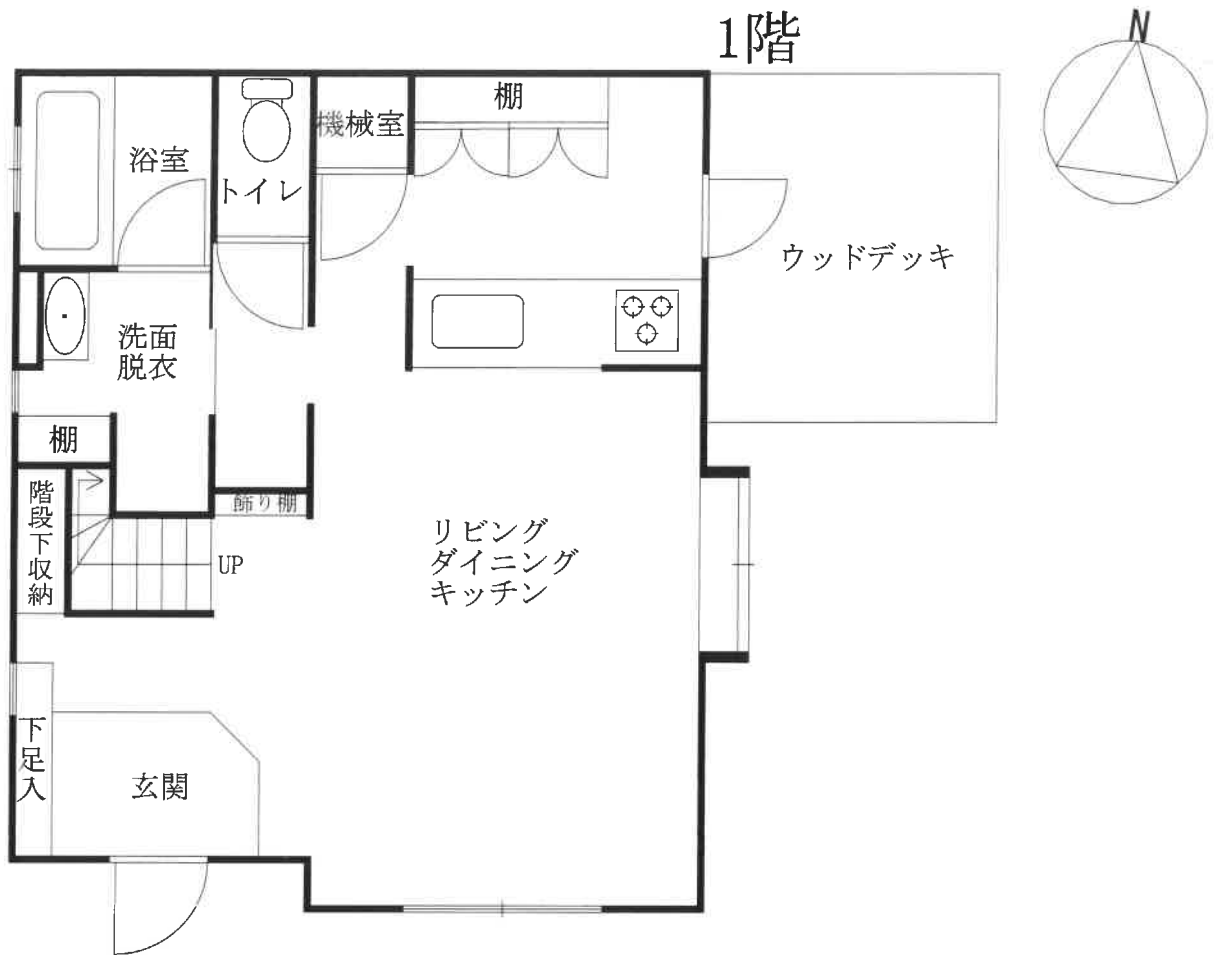 1階
N
棚
機械室
浴室
トイレ
ウッドデッキ
洗面
脱衣
棚
階段下収納
飾り棚
UP
リビング
ダイニング
キッチン
下足入
玄関